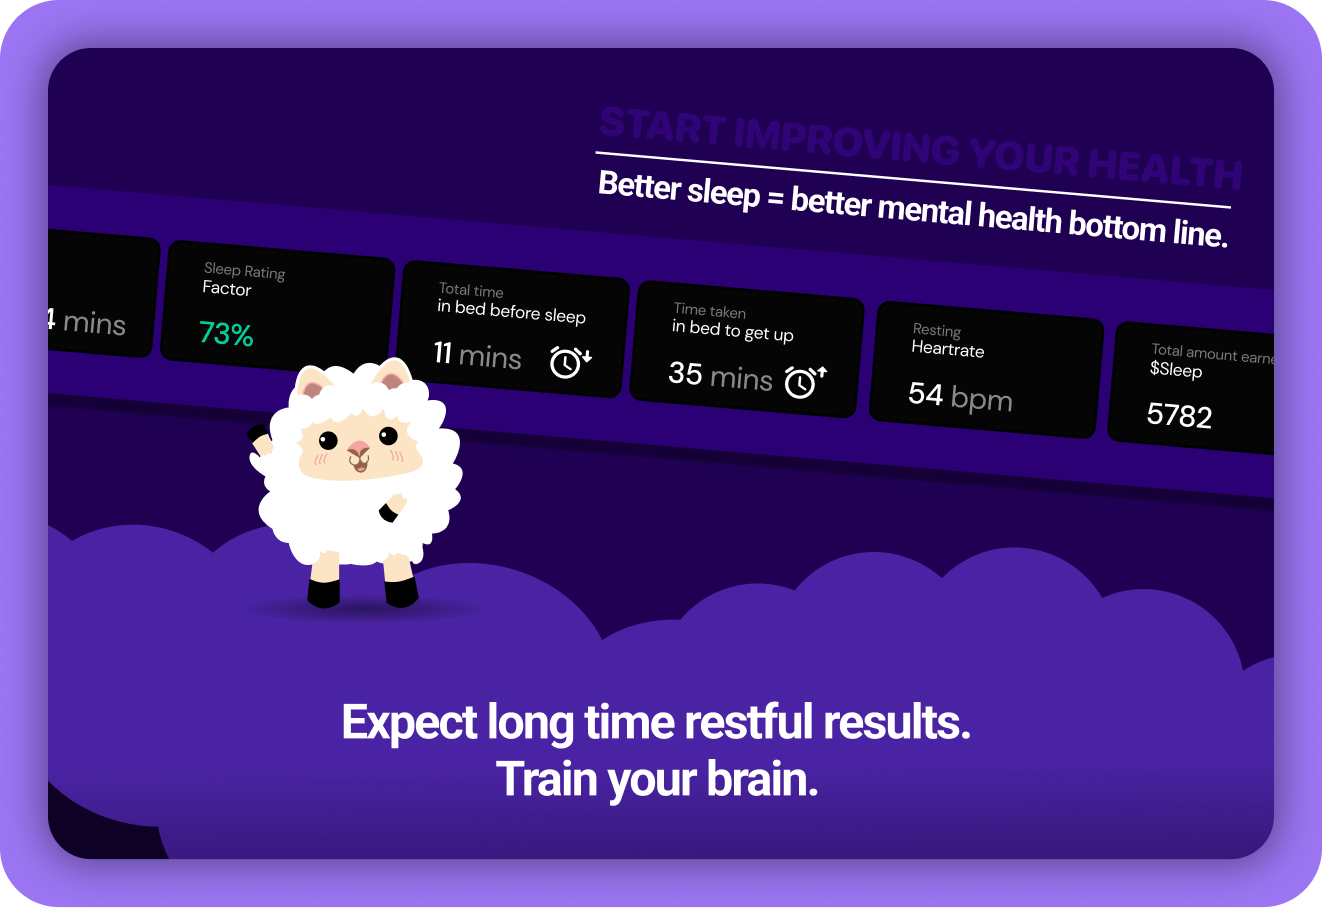 START IMPROVING YOUR HEALTH
Better sleep = better mental health bottom line.
4 mins
Sleep Rating
Factor
73%
Total time
in bed before sleep
11 mins
Time taken
in bed to get up
35 mins
Resting
Heartrate
54 bpm
Total amount earne
$Sleep
5782
Expect long time restful results.
Train your brain.